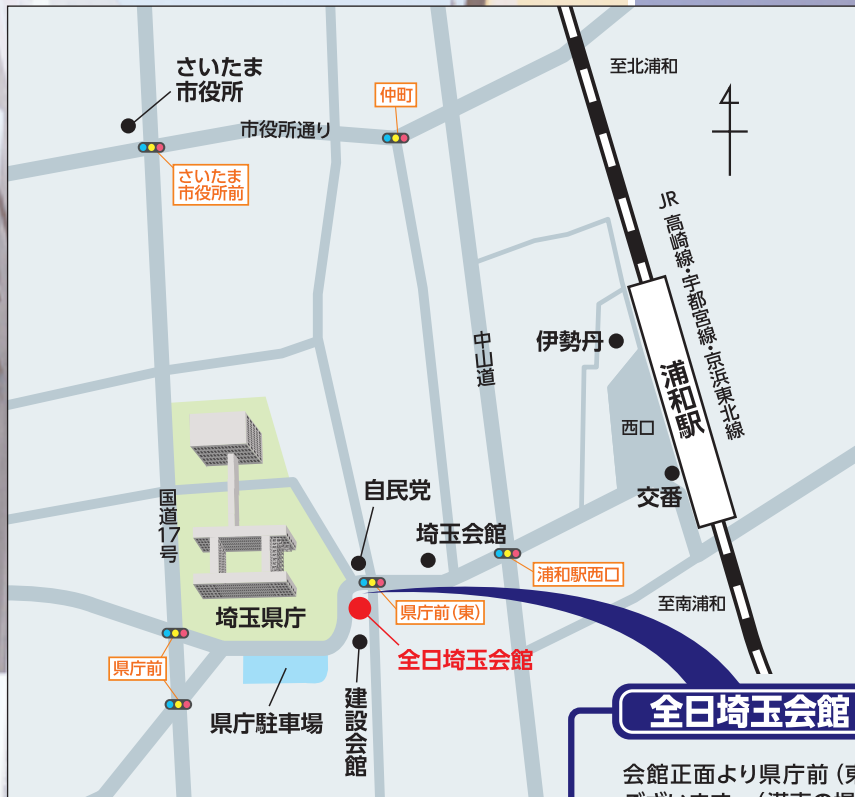 さいたま
市役所
仲町
至北浦和
市役所通り
さいたま
市役所前
JR
高崎線・宇都宮線・京浜東北線
中山道
伊勢丹
浦和駅
西口
交番
国道17号
自民党
埼玉会館
浦和駅西口
至南浦和
埼玉県庁
県庁前（東）
全日埼玉会館
県庁前
県庁駐車場
建設会館
全日埼玉会館
会館正面より県庁前（東